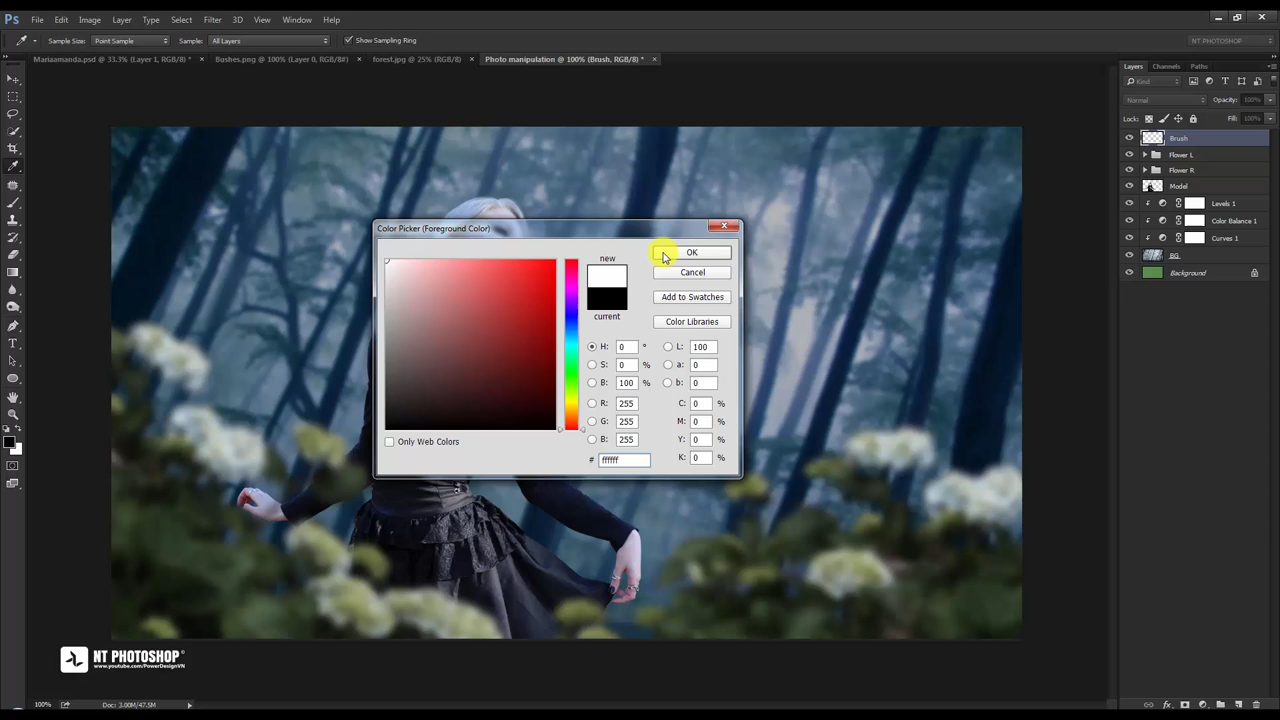 Ps File Edit Image Layer Type Select Filter 3D View Window Help
Sample Size: Point Sample Sample: All Layers Show Sampling Ring NT PHOTOSHOP
Mariaamanda.psd @ 33.3% (Layer 1, RGB/8) * × Bushes.png @ 100% (Layer 0, RGB/8#) × forest.jpg @ 25% (RGB/8) × Photo manipulation @ 100% (Brush, RGB/8) * ×
Layers Channels Paths
Kind
Normal Opacity: 100%
Lock: Fill: 100%
Brush
Flower L
Flower R
Model
Levels 1
Color Balance 1
Curves 1
BG
Background
Color Picker (Foreground Color)
new
current
OK
Cancel
Add to Swatches
Color Libraries
H: 0 ° L: 100
S: 0 % a: 0
B: 100 % b: 0
R: 255 C: 0 %
G: 255 M: 0 %
B: 255 Y: 0 %
# ffffff K: 0 %
Only Web Colors
NT PHOTOSHOP ©
www.youtube.com/PowerDesignVN
100% Doc: 3.00M/47.5M